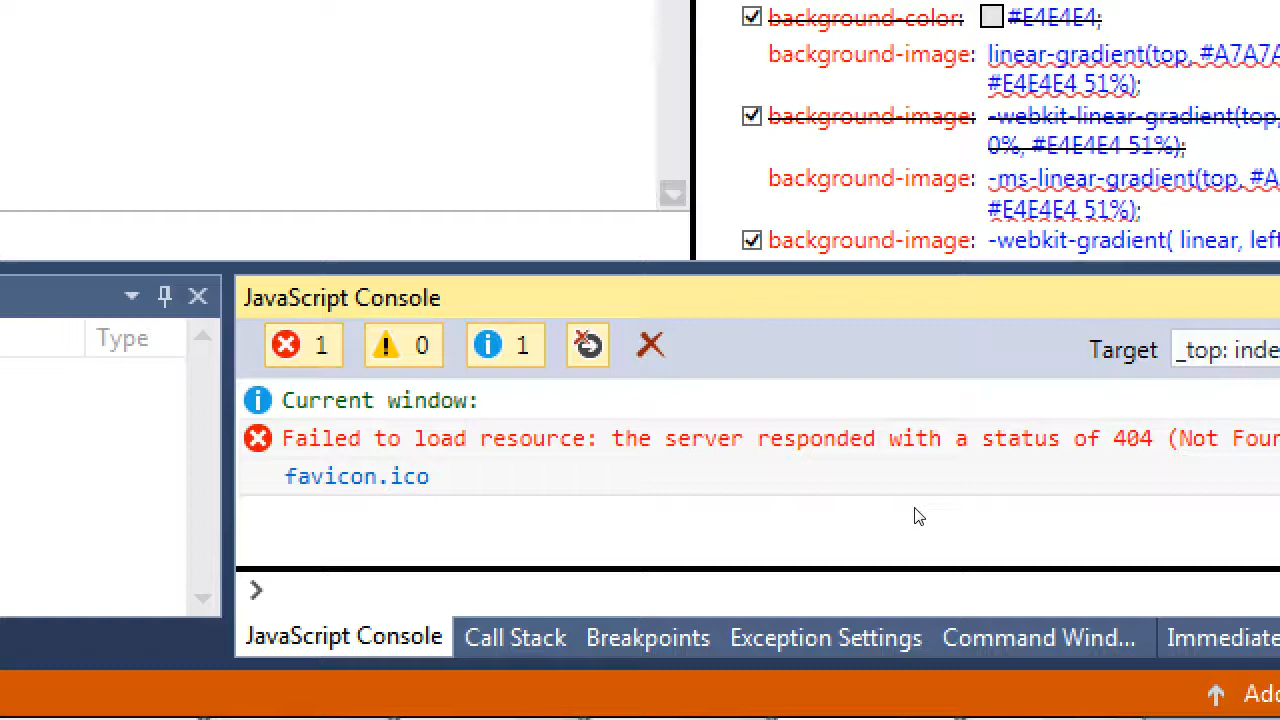 background-color: #E4E4E4;
background-image: linear-gradient(top, #A7A7A
#E4E4E4 51%);
background-image: -webkit-linear-gradient(top,
0%, #E4E4E4 51%);
background-image: -ms-linear-gradient(top, #A
#E4E4E4 51%);
background-image: -webkit-gradient( linear, left
Type
JavaScript Console
1 0 1
Target _top: inde
Current window:
Failed to load resource: the server responded with a status of 404 (Not Foun
favicon.ico
JavaScript Console Call Stack Breakpoints Exception Settings Command Wind... Immediate
Add